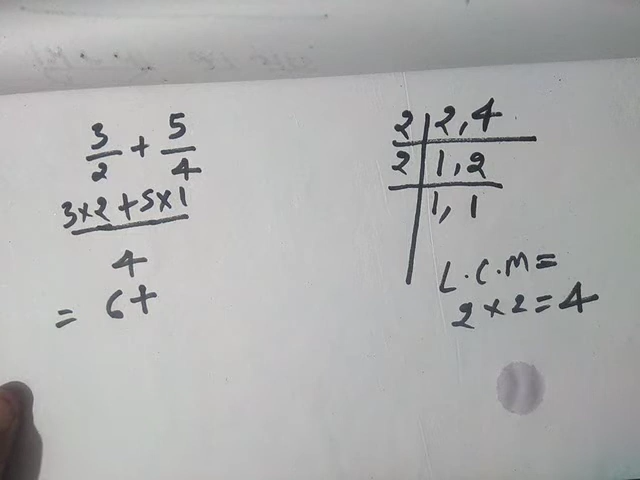 3/2 + 5/4
3×2 + 5×1
4
= 6+
2 | 2, 4
2 | 1, 2
1, 1
L.C.M =
2 × 2 = 4